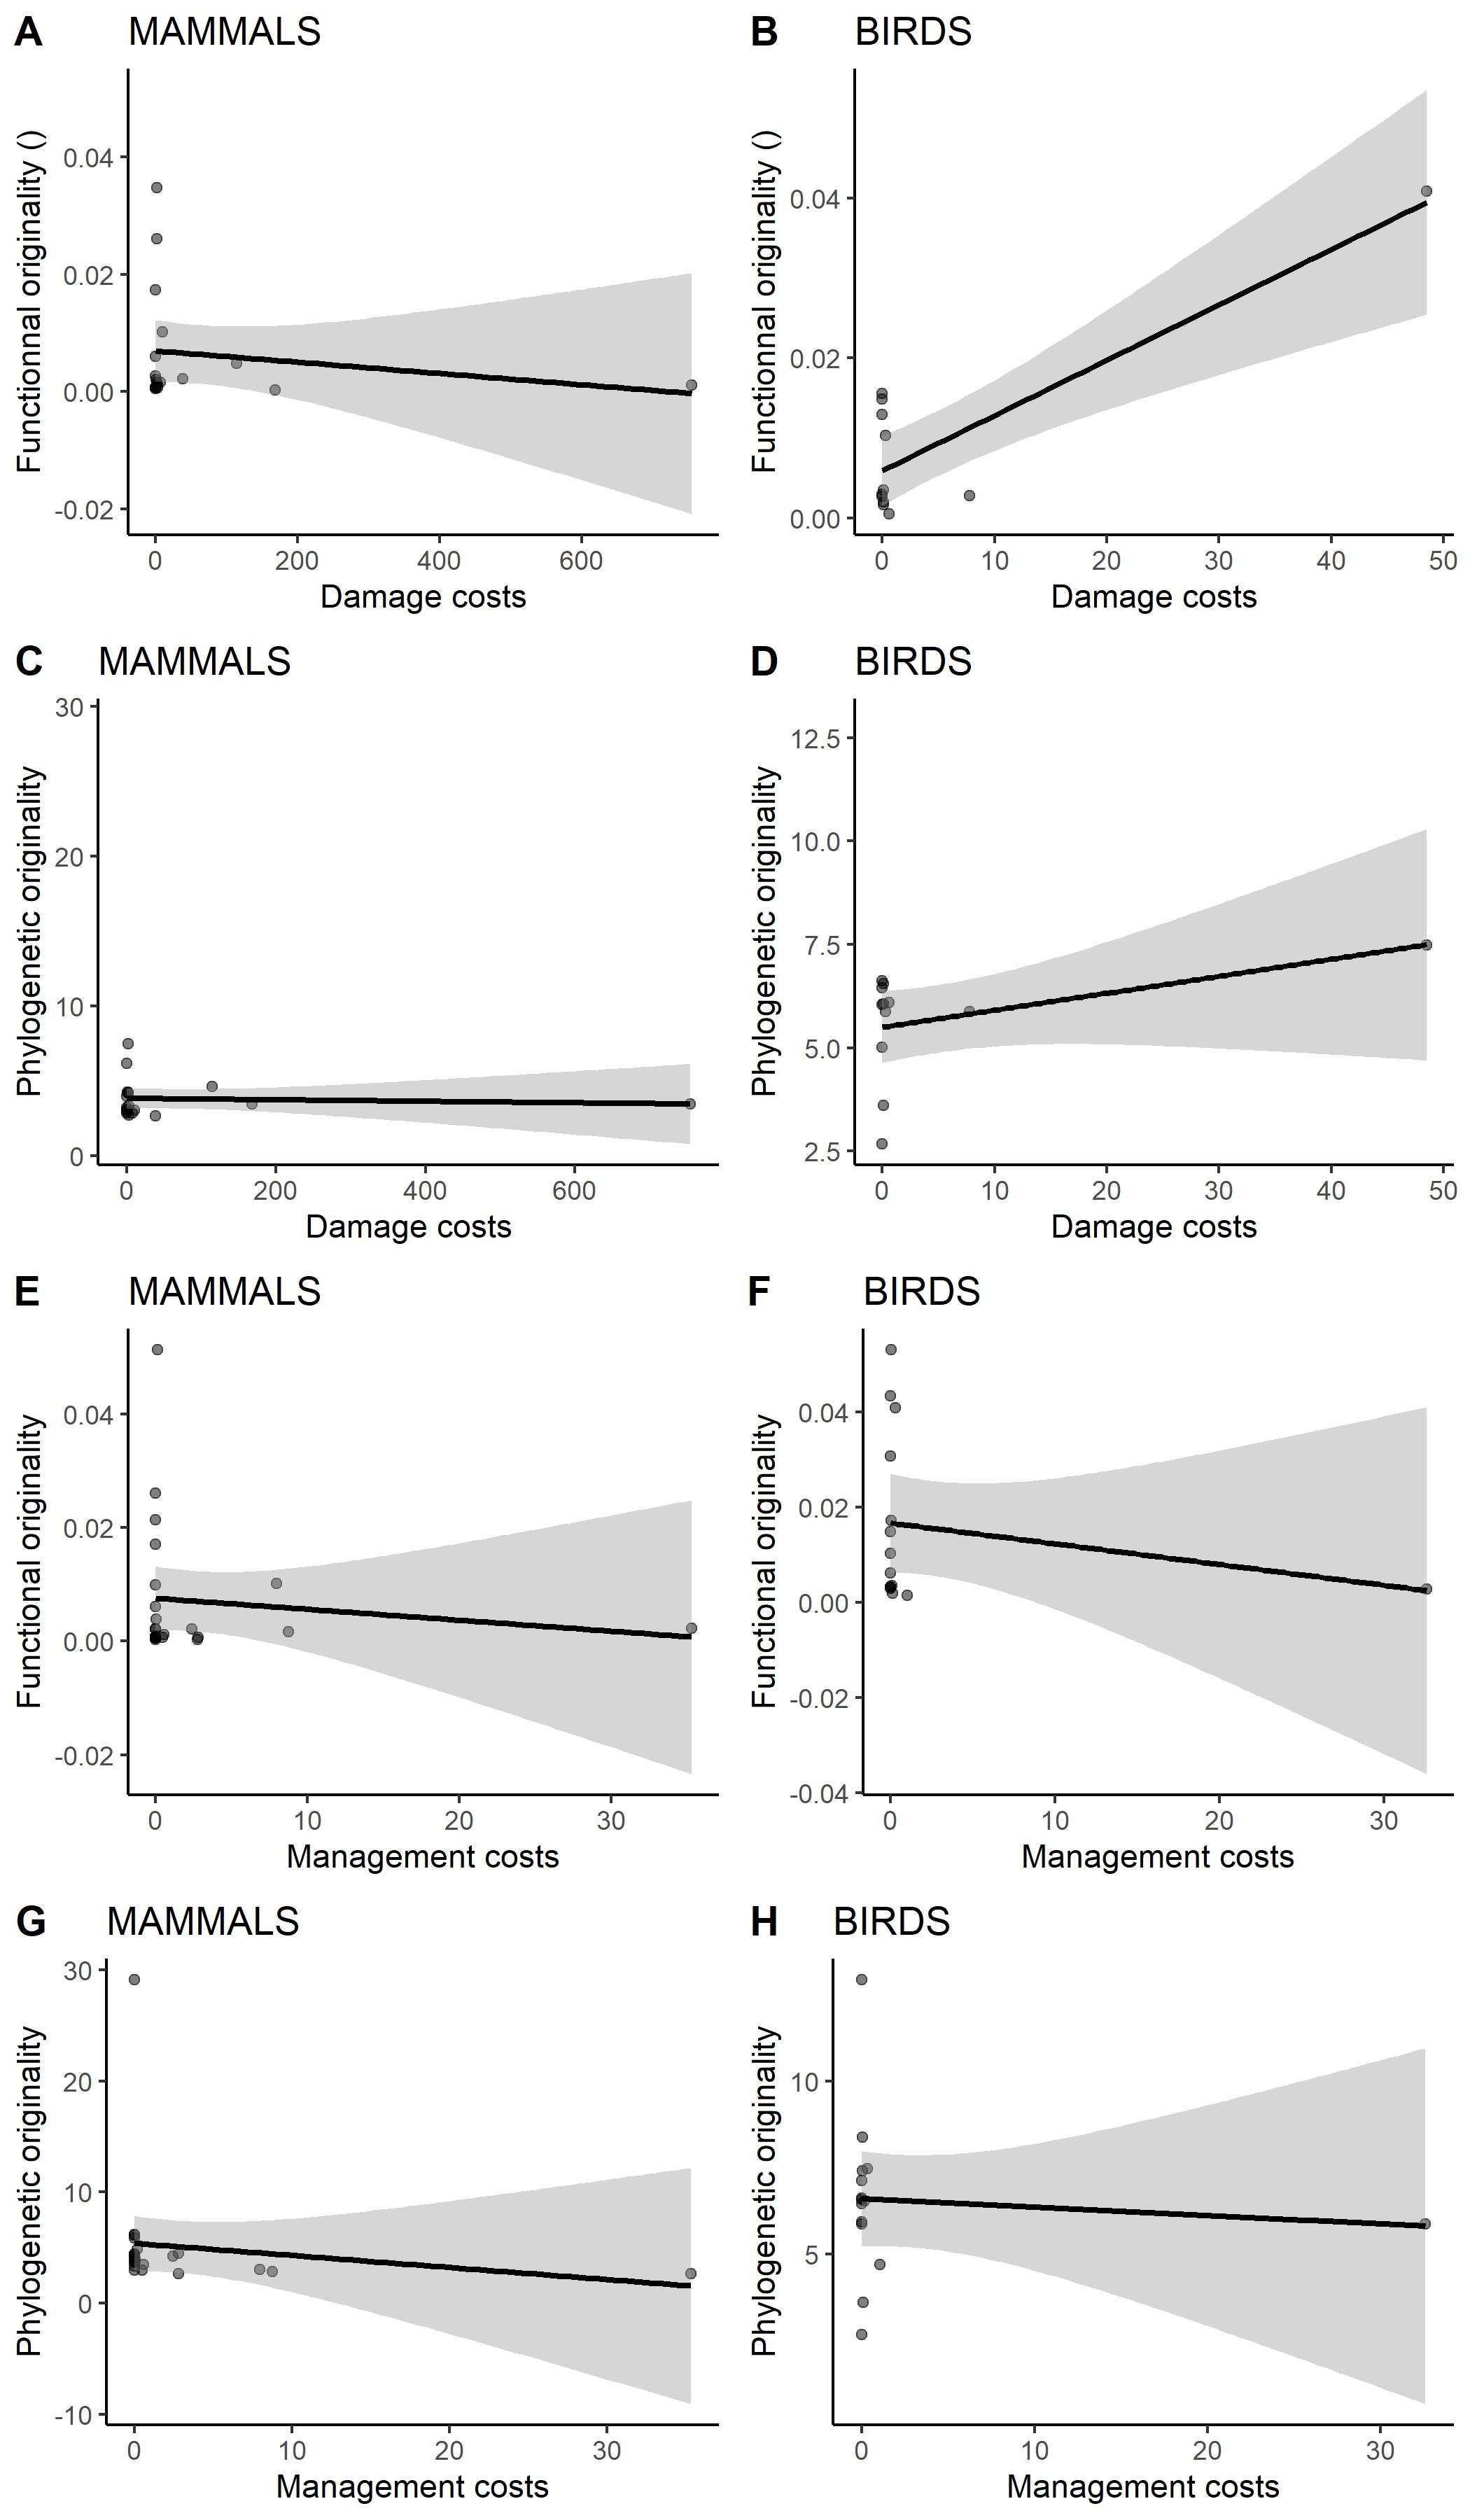 A MAMMALS
Functionnal originality ()
0.04
0.02
0.00
-0.02
0 200 400 600
Damage costs
B BIRDS
Functionnal originality ()
0.04
0.02
0.00
0 10 20 30 40 50
Damage costs
C MAMMALS
Phylogenetic originality
30
20
10
0
0 200 400 600
Damage costs
D BIRDS
Phylogenetic originality
12.5
10.0
7.5
5.0
2.5
0 10 20 30 40 50
Damage costs
E MAMMALS
Functional originality
0.04
0.02
0.00
-0.02
0 10 20 30
Management costs
F BIRDS
Functional originality
0.04
0.02
0.00
-0.02
-0.04
0 10 20 30
Management costs
G MAMMALS
Phylogenetic originality
30
20
10
0
-10
0 10 20 30
Management costs
H BIRDS
Phylogenetic originality
10
5
0 10 20 30
Management costs